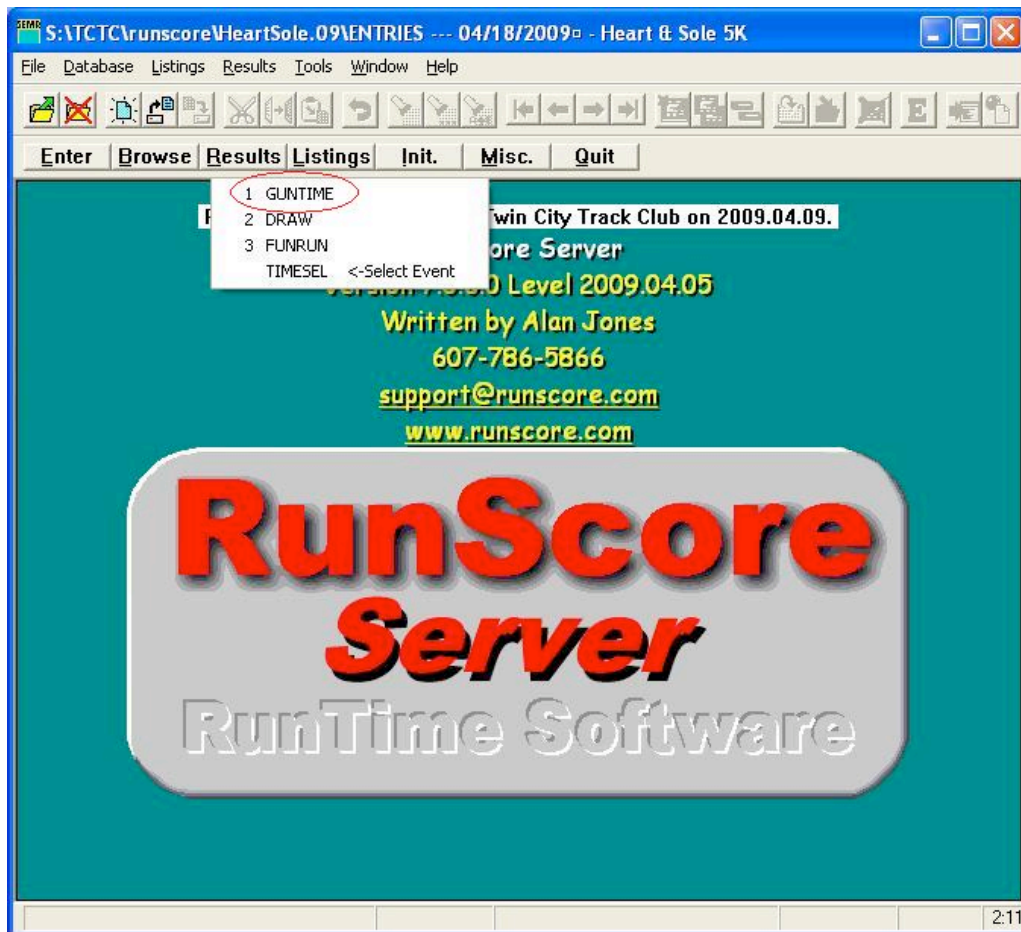 SEMR S:\TCTC\runscore\HeartSole.09\ENTRIES --- 04/18/2009¤ - Heart & Sole 5K
File Database Listings Results Tools Window Help
E
Enter Browse Results Listings Init. Misc. Quit
1 GUNTIME
2 DRAW
3 FUNRUN
TIMESEL <-Select Event
Twin City Track Club on 2009.04.09.
ore Server
Level 2009.04.05
Written by Alan Jones
607-786-5866
support@runscore.com
www.runscore.com
RunScore
Server
RunTime Software
2:11